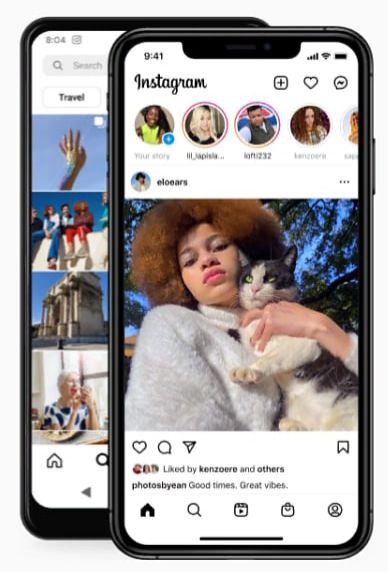 8:04
Search
Travel
9:41
Instagram
Your story
lil_lapisla...
lofti232
kenzoere
eloears
Liked by kenzoere and others
photosbyean Good times. Great vibes.